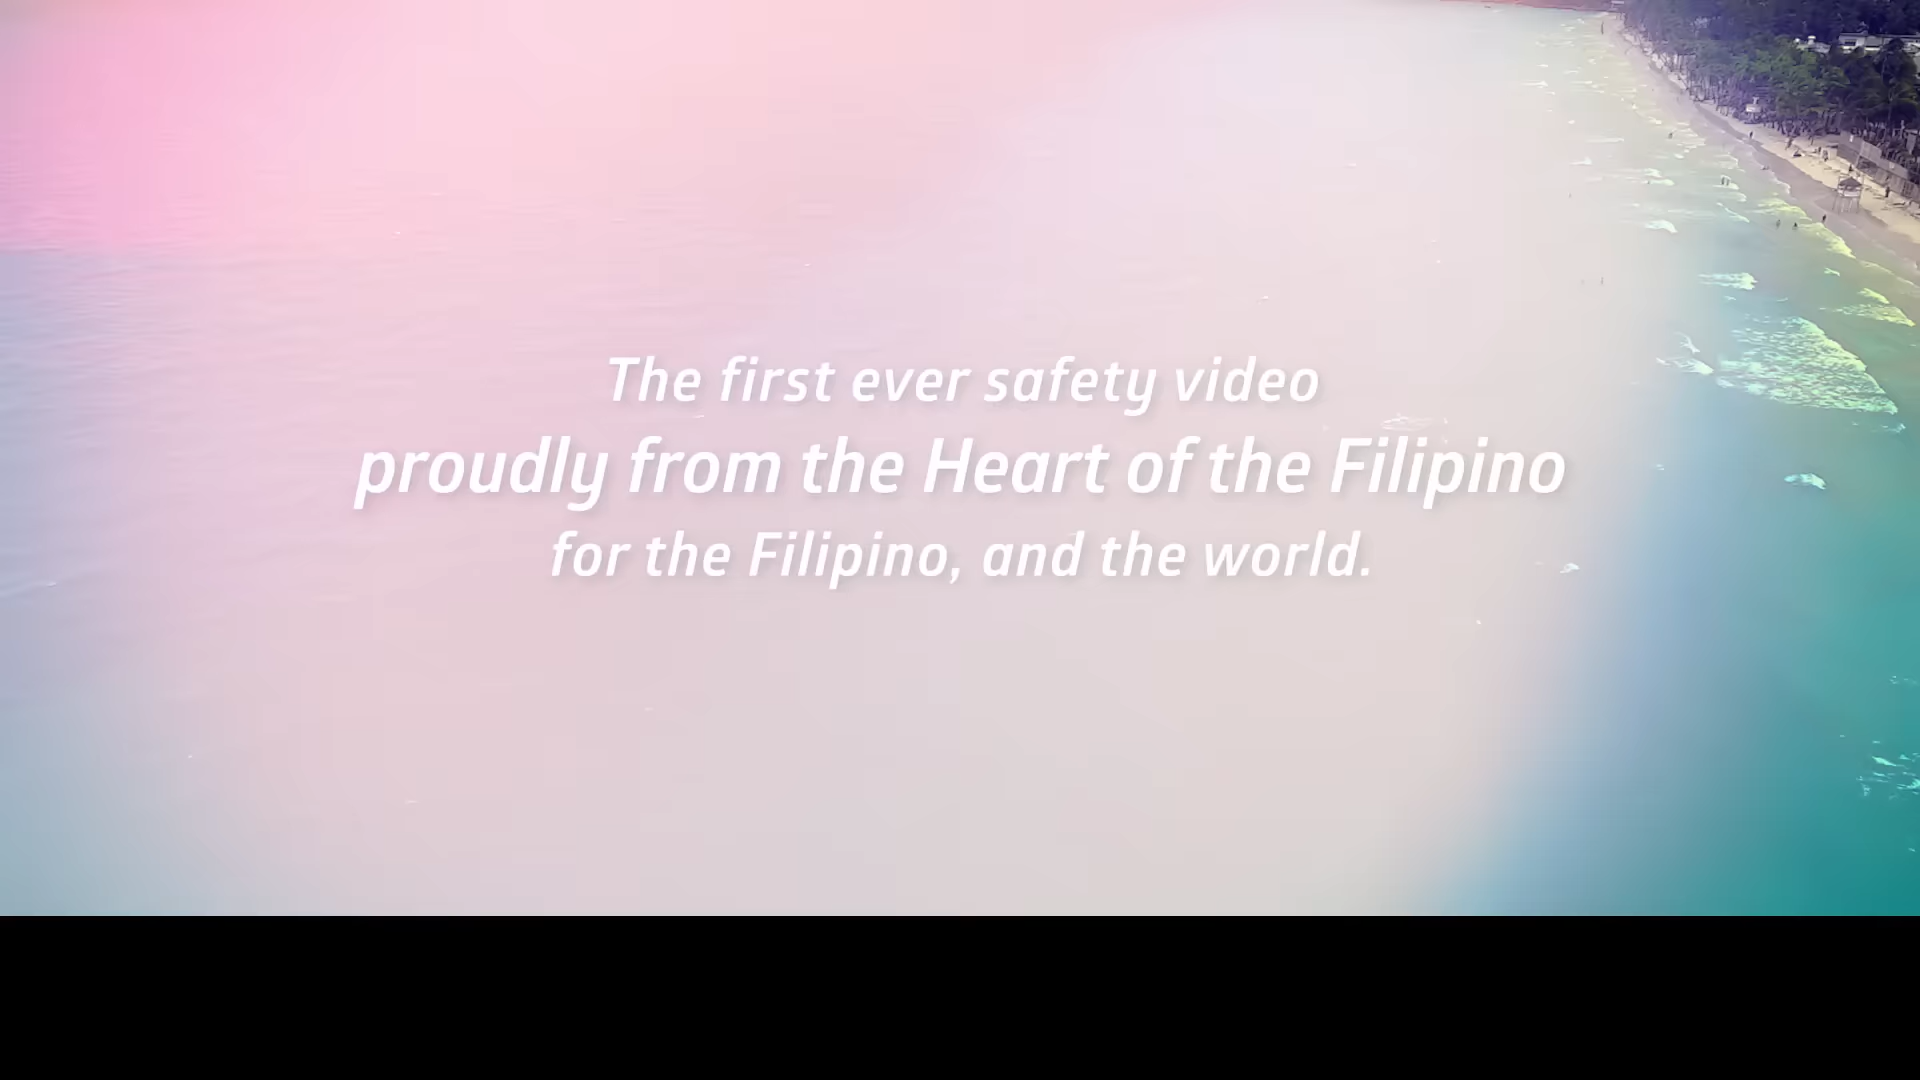 The first ever safety video
proudly from the Heart of the Filipino
for the Filipino, and the world.